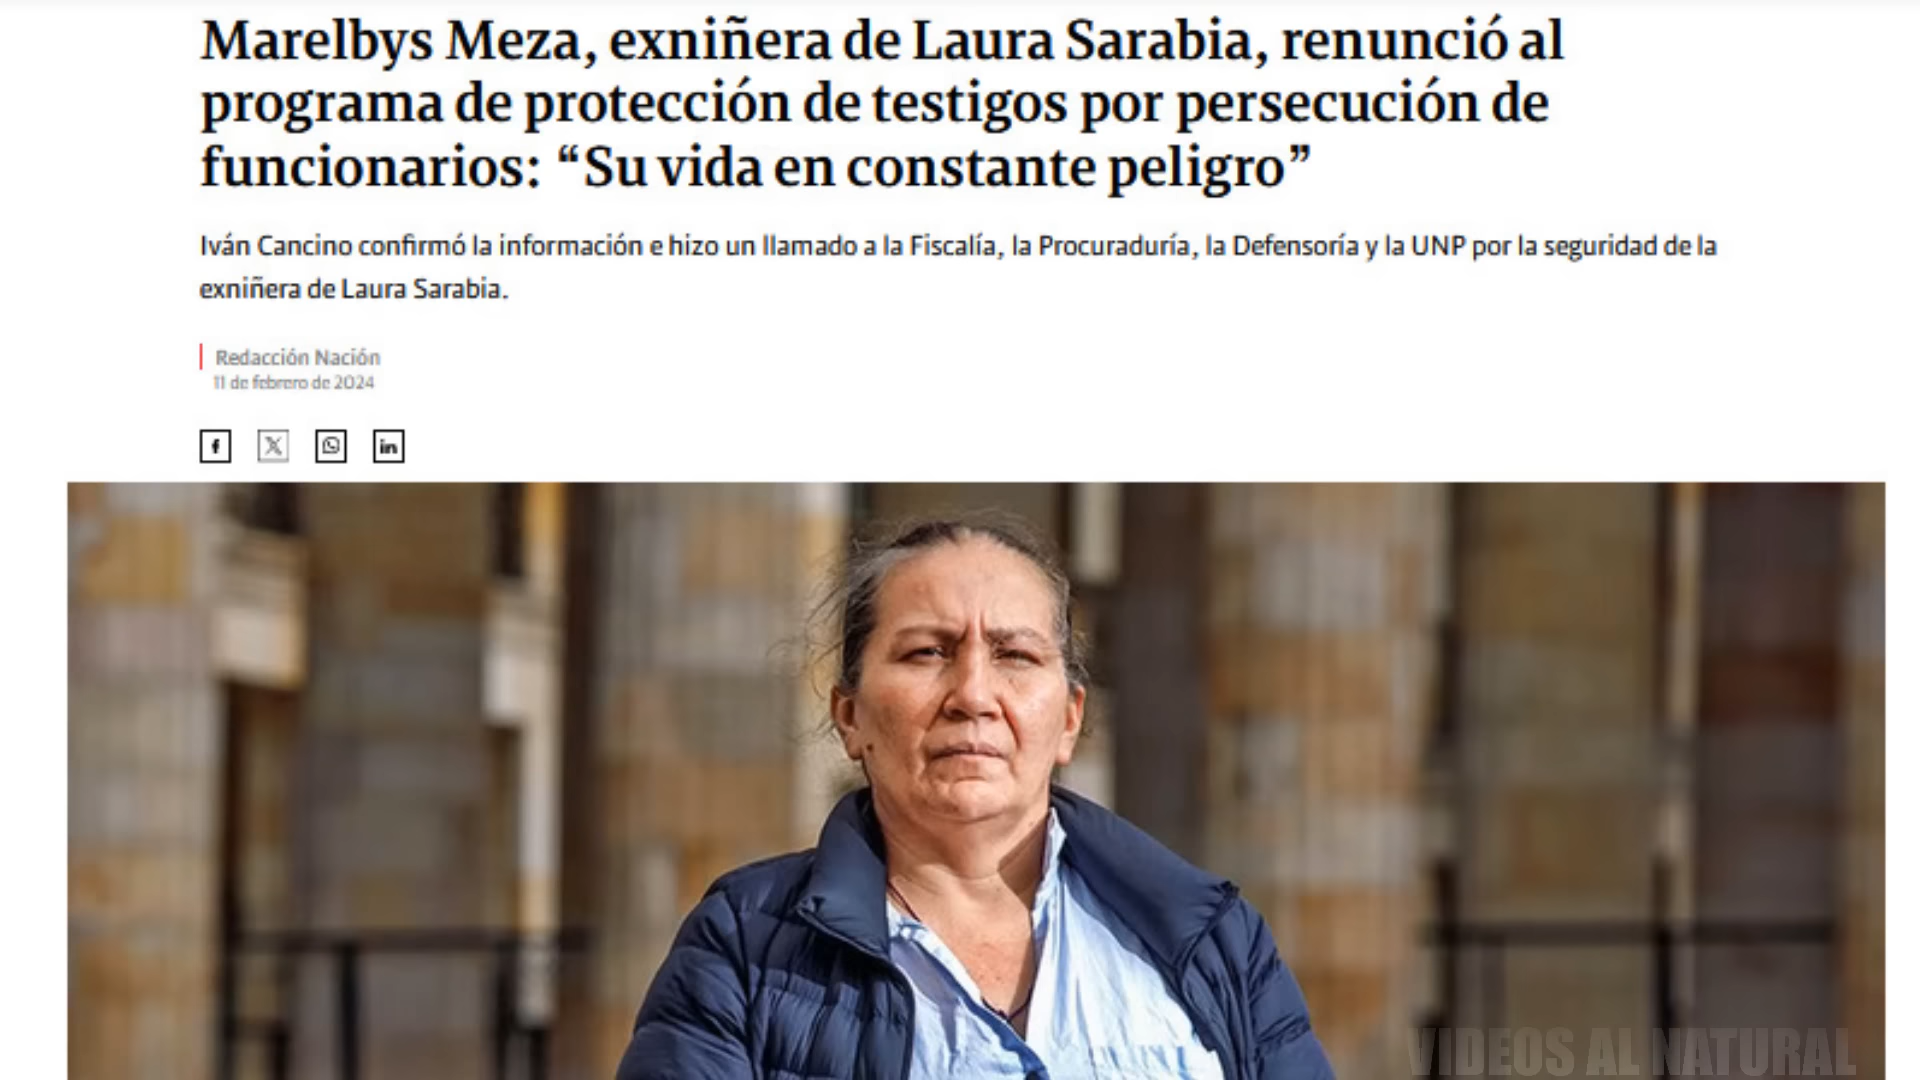 Marelbys Meza, exniñera de Laura Sarabia, renunció al
programa de protección de testigos por persecución de
funcionarios: “Su vida en constante peligro”
Iván Cancino confirmó la información e hizo un llamado a la Fiscalía, la Procuraduría, la Defensoría y la UNP por la seguridad de la
exniñera de Laura Sarabia.
Redacción Nación
11 de febrero de 2024
VIDEOS AL NATURAL